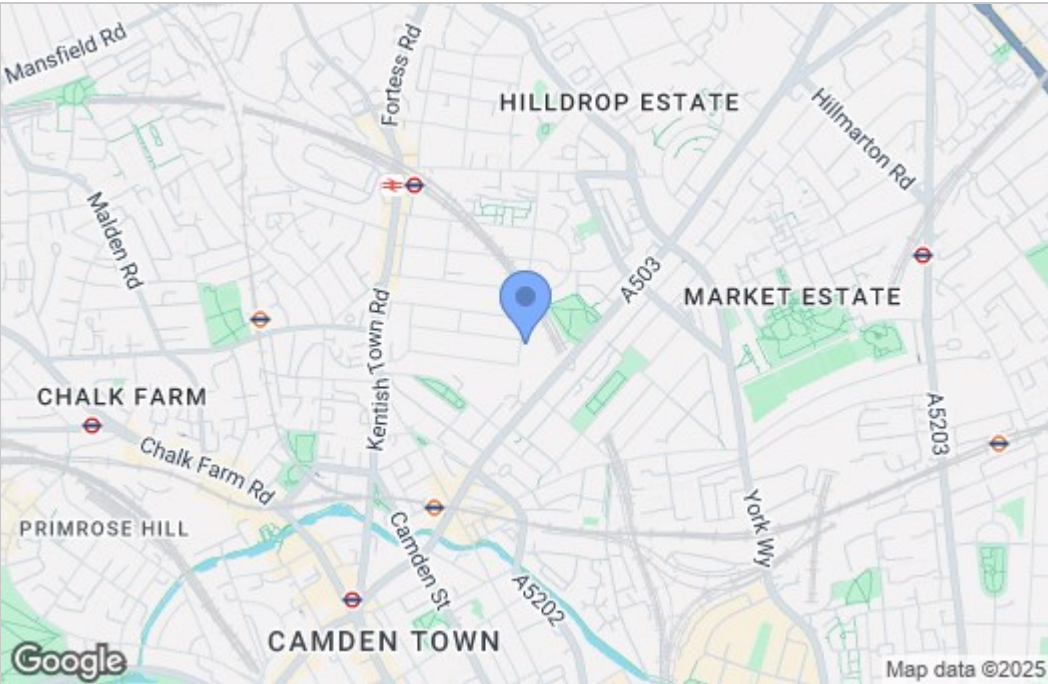 Mansfield Rd
Fortess Rd
HILLDROP ESTATE
Hillmarton Rd
Malden Rd
A503
MARKET ESTATE
Kentish Town Rd
CHALK FARM
A5203
Chalk Farm Rd
PRIMROSE HILL
York Wy
Camden St
A5202
CAMDEN TOWN
Google
Map data ©2025